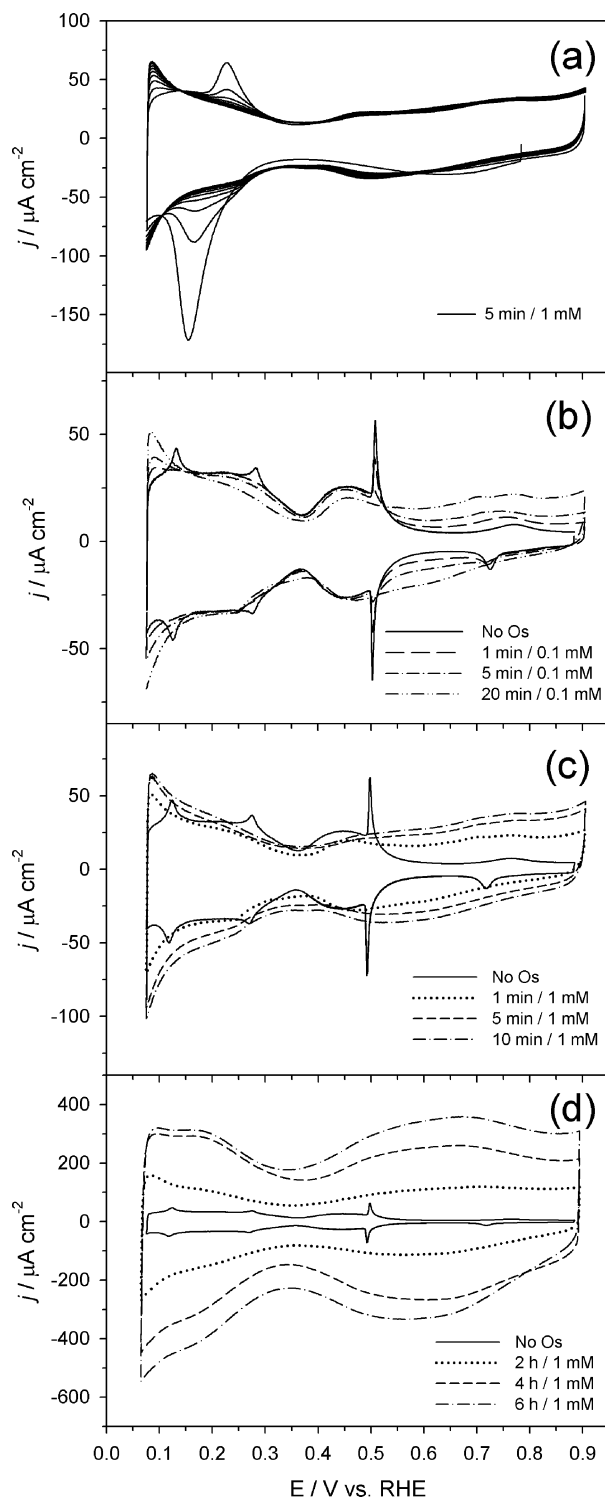 (a)
100
50
0
-50
-100
-150
j / µA cm-2
5 min / 1 mM
(b)
50
0
-50
j / µA cm-2
No Os
1 min / 0.1 mM
5 min / 0.1 mM
20 min / 0.1 mM
(c)
50
0
-50
-100
j / µA cm-2
No Os
1 min / 1 mM
5 min / 1 mM
10 min / 1 mM
(d)
400
200
0
-200
-400
-600
j / µA cm-2
No Os
2 h / 1 mM
4 h / 1 mM
6 h / 1 mM
0.0 0.1 0.2 0.3 0.4 0.5 0.6 0.7 0.8 0.9
E / V vs. RHE